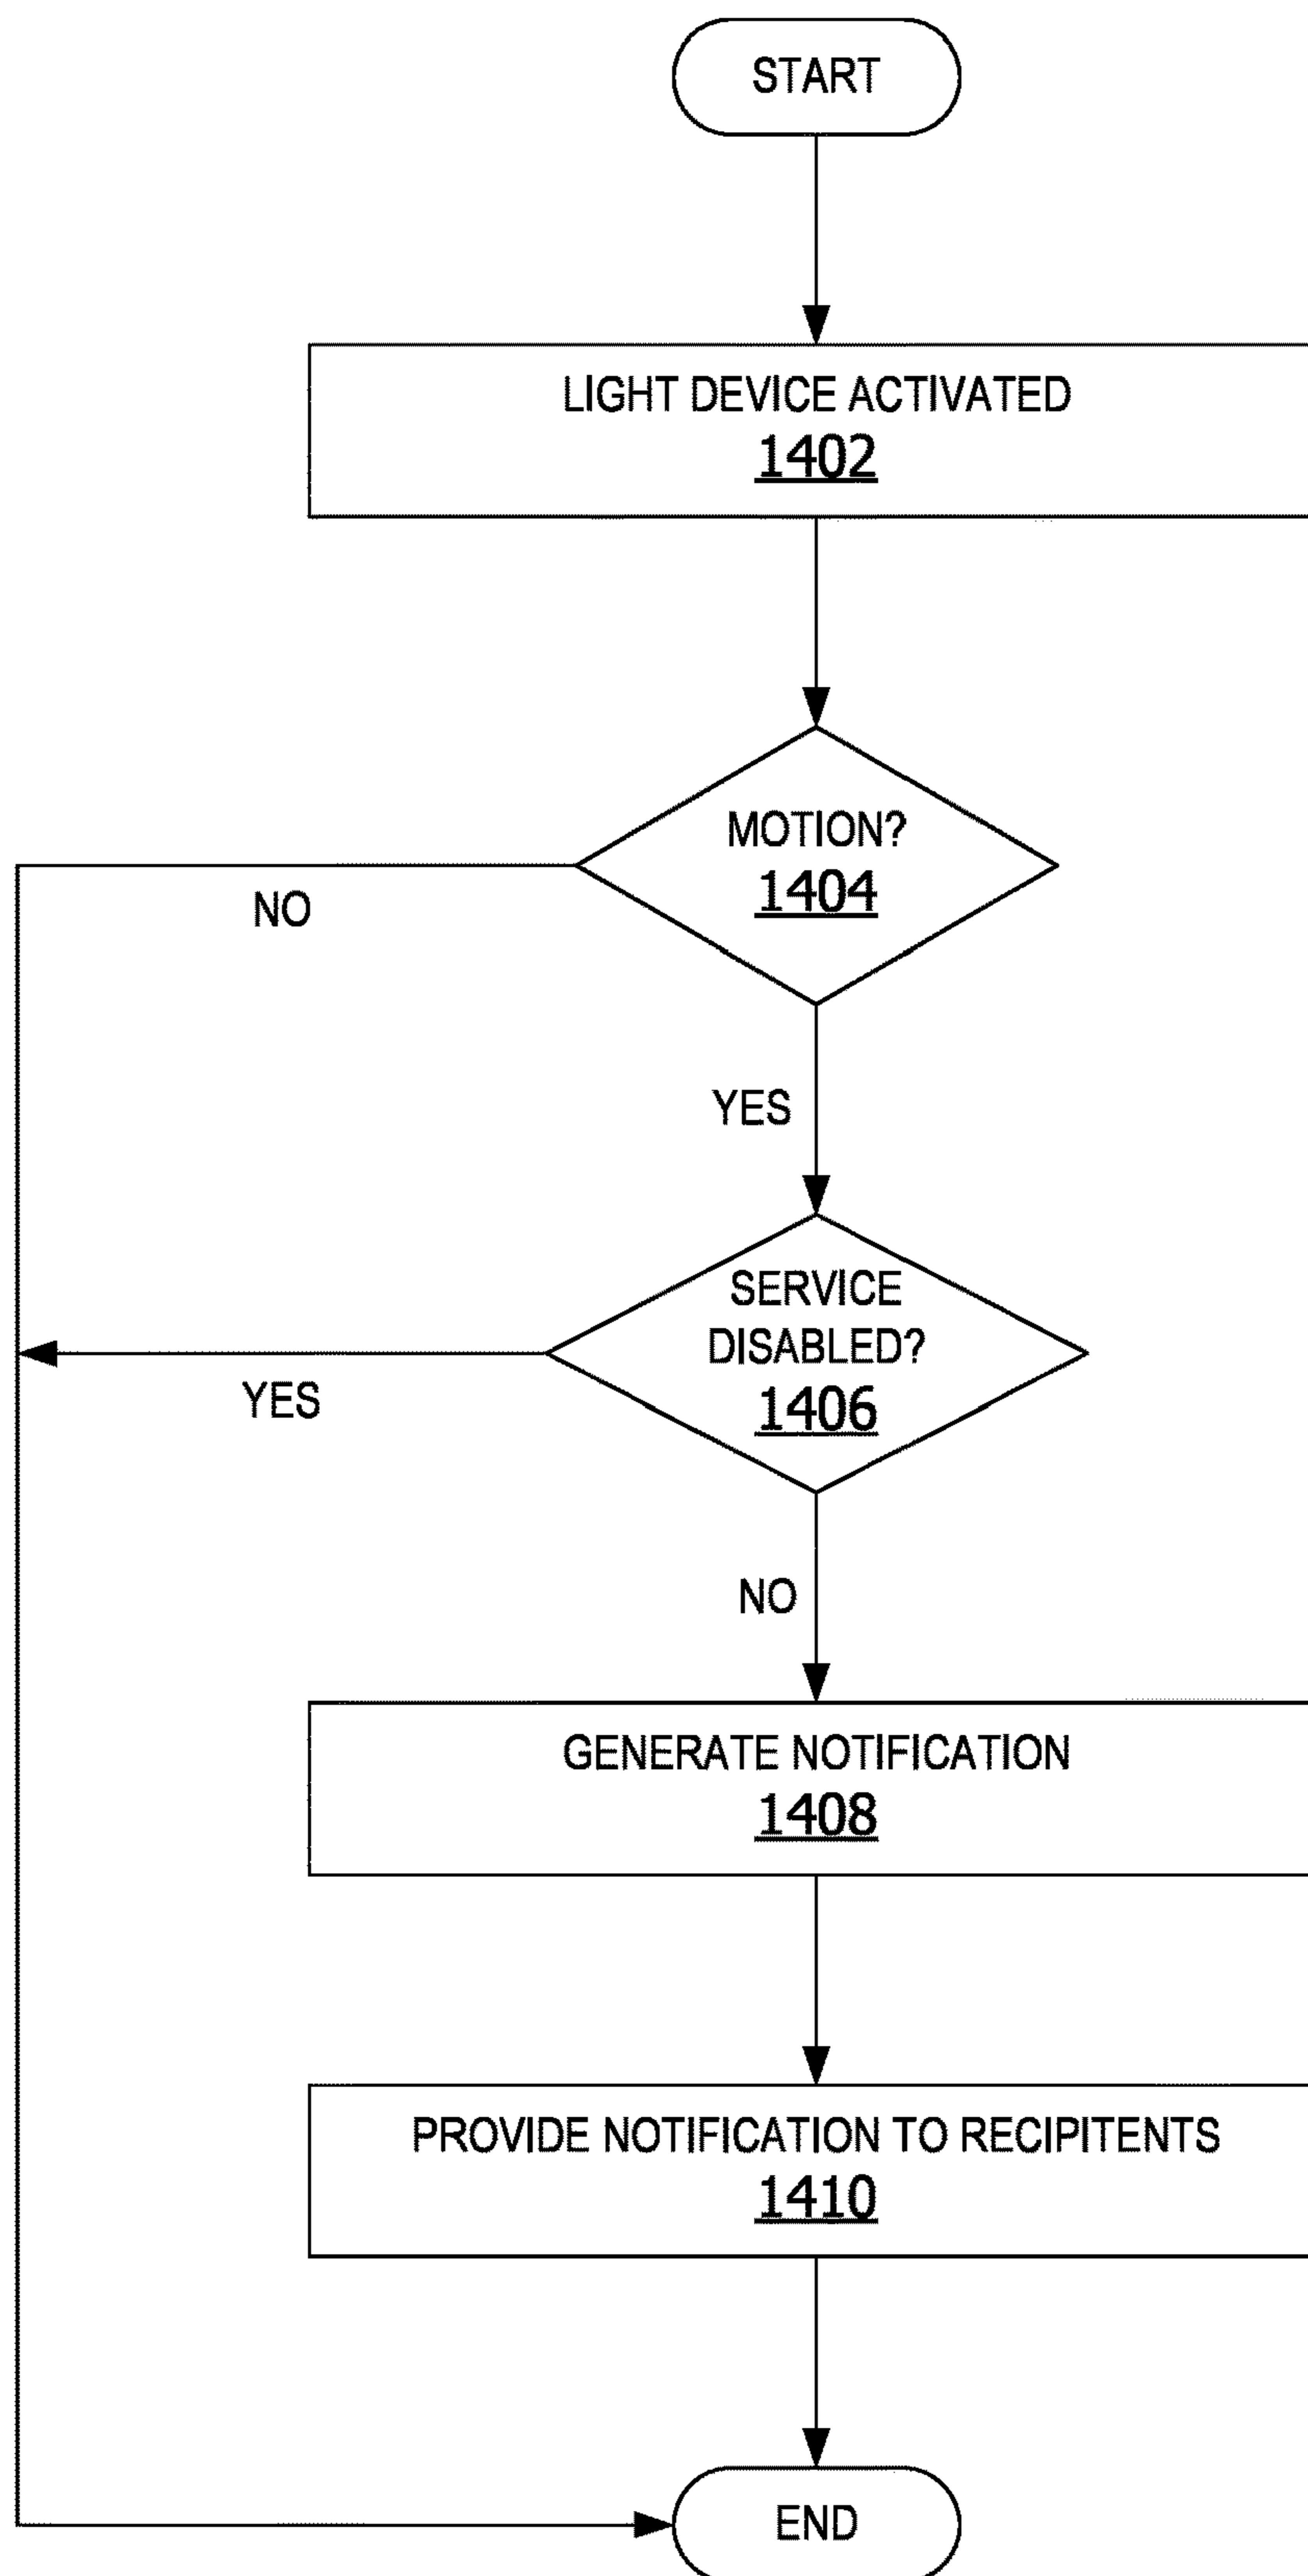 START
LIGHT DEVICE ACTIVATED
1402
MOTION?
1404
NO
YES
SERVICE
DISABLED?
1406
YES
NO
GENERATE NOTIFICATION
1408
PROVIDE NOTIFICATION TO RECIPITENTS
1410
END